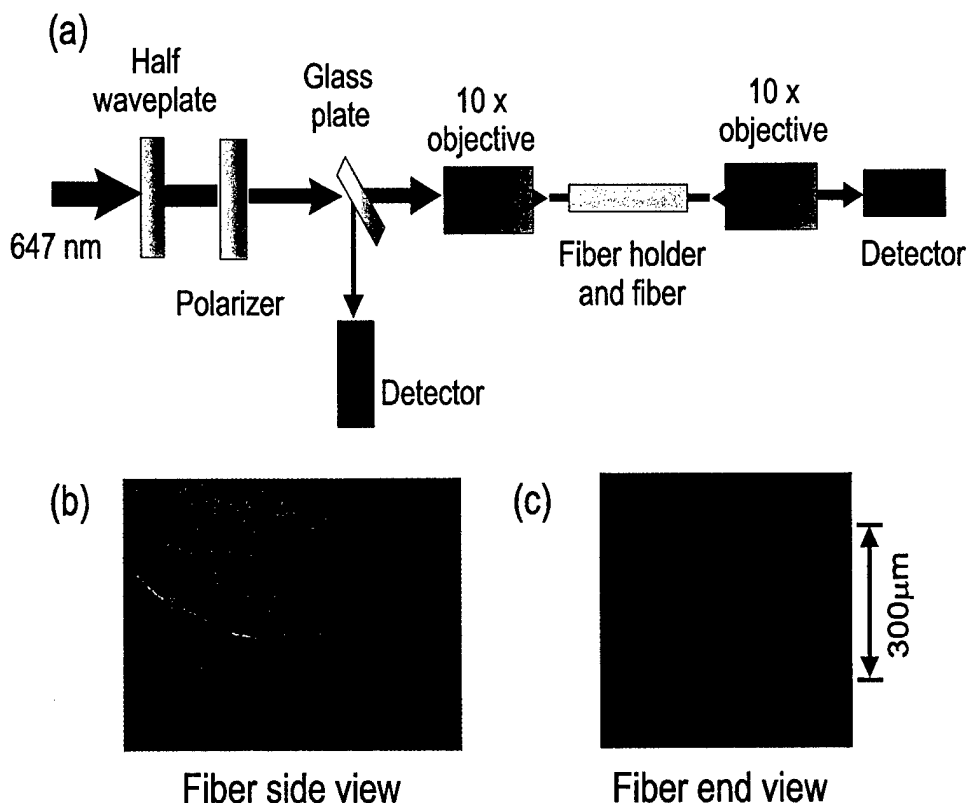 (a)
Half
waveplate
Glass
plate
10 x
objective
10 x
objective
647 nm
Polarizer
Fiber holder
and fiber
Detector
Detector
(b)
(c)
300μm
Fiber side view
Fiber end view